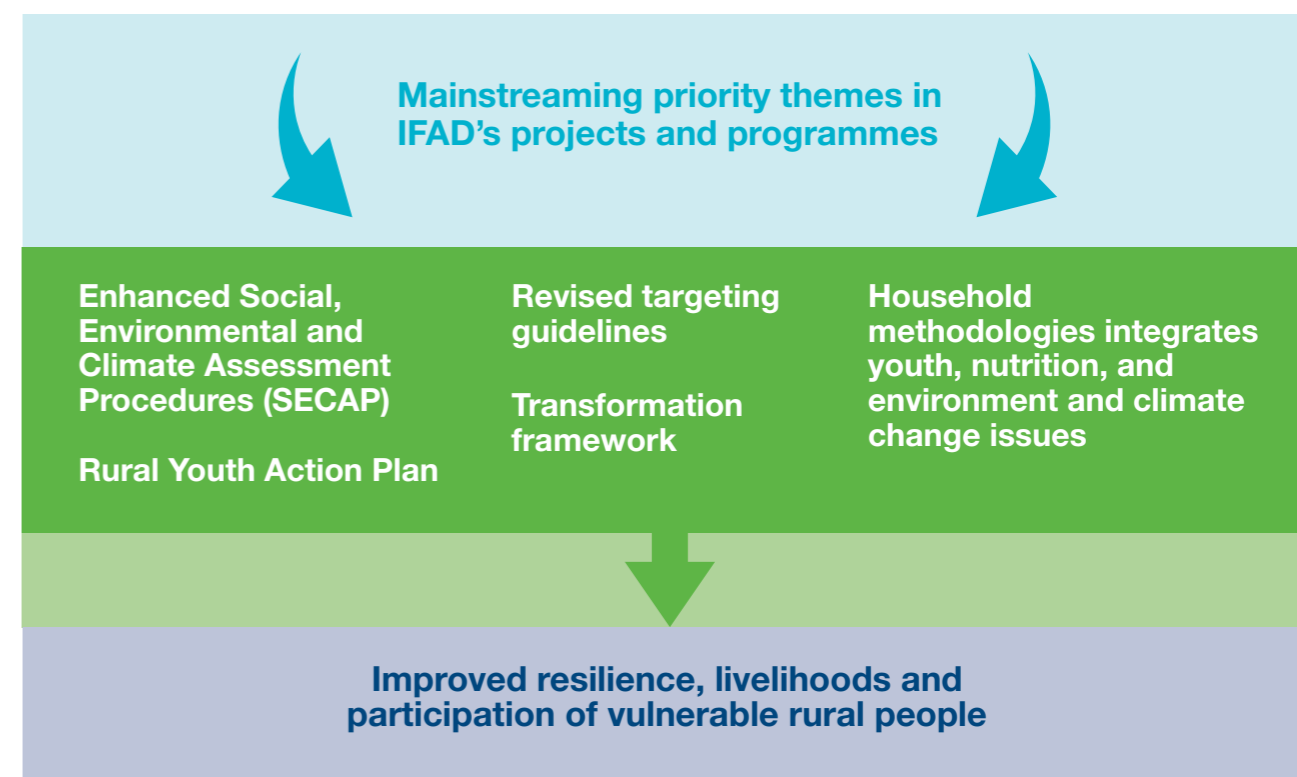 Mainstreaming priority themes in
IFAD’s projects and programmes
Enhanced Social,
Environmental and
Climate Assessment
Procedures (SECAP)
Rural Youth Action Plan
Revised targeting
guidelines
Transformation
framework
Household
methodologies integrates
youth, nutrition, and
environment and climate
change issues
Improved resilience, livelihoods and
participation of vulnerable rural people